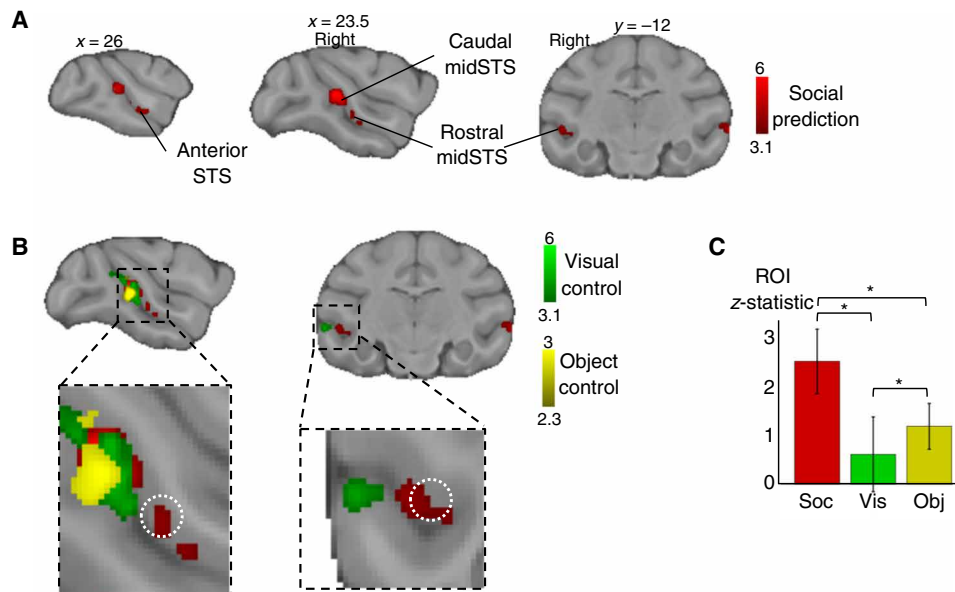 A
x = 26
x = 23.5
Right
Caudal
midSTS
Right
y = −12
6
Social
prediction
3.1
Anterior
STS
Rostral
midSTS
B
6
Visual
control
3.1
3
Object
control
2.3
C
ROI
z-statistic
*
*
*
3
2
1
0
Soc
Vis
Obj